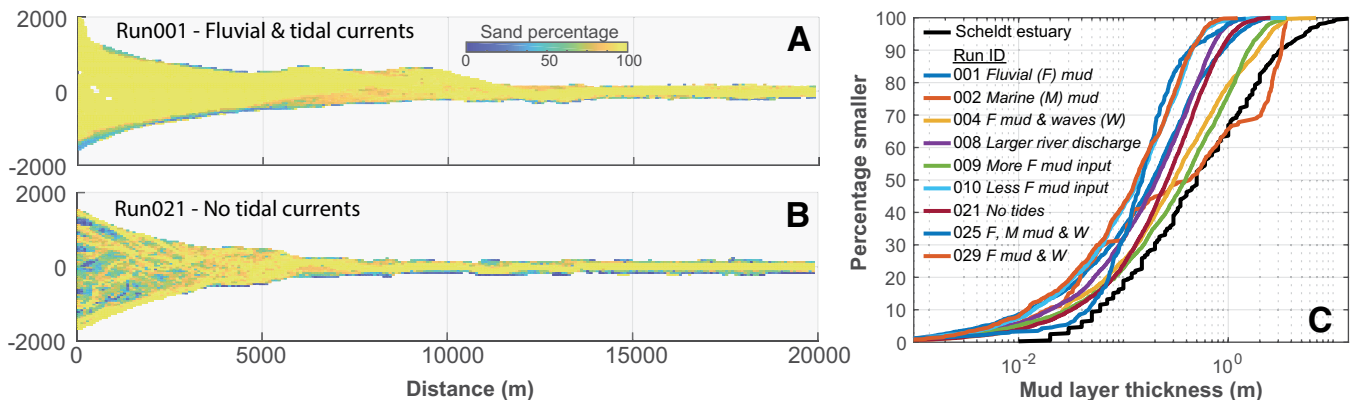 Run001 - Fluvial & tidal currents
A
Sand percentage
0 50 100
2000
0
-2000
Run021 - No tidal currents
B
2000
0
-2000
0 5000 10000 15000 20000
Distance (m)
Percentage smaller
100
90
80
70
60
50
40
30
20
10
0
Scheldt estuary
Run ID
001 Fluvial (F) mud
002 Marine (M) mud
004 F mud & waves (W)
008 Larger river discharge
009 More F mud input
010 Less F mud input
021 No tides
025 F, M mud & W
029 F mud & W
C
10⁻² 10⁰
Mud layer thickness (m)